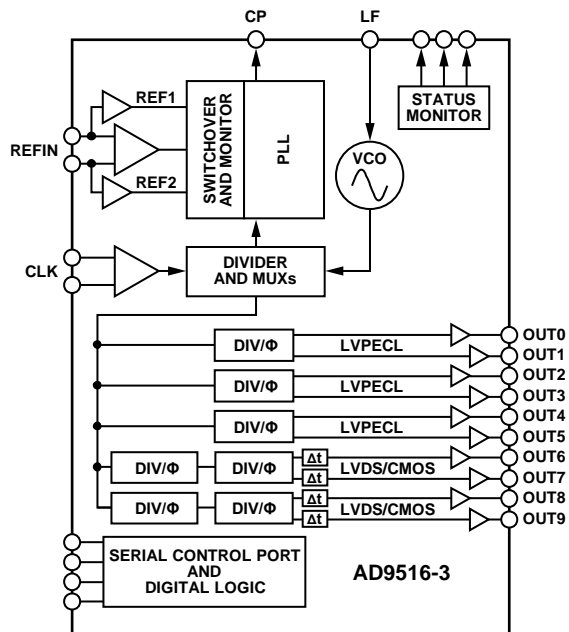 CP
LF
REF1
REFIN
REF2
SWITCHOVER
AND MONITOR
PLL
STATUS
MONITOR
VCO
CLK
DIVIDER
AND MUXs
DIV/Φ
LVPECL
OUT0
OUT1
DIV/Φ
LVPECL
OUT2
OUT3
DIV/Φ
LVPECL
OUT4
OUT5
DIV/Φ
DIV/Φ
Δt
Δt
LVDS/CMOS
OUT6
OUT7
DIV/Φ
DIV/Φ
Δt
Δt
LVDS/CMOS
OUT8
OUT9
SERIAL CONTROL PORT
AND
DIGITAL LOGIC
AD9516-3